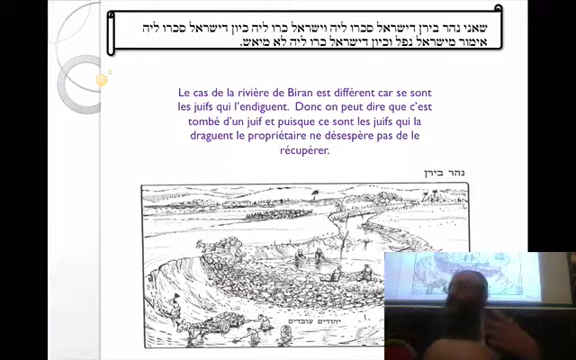 שאני נהר בירן דישראל סכרו ליה וישראל כרו ליה כיון דישראל סכרו ליה
אימור מישראל נפל וכיון דישראל כרו ליה לא מיאש.
Le cas de la rivière de Biran est différent car se sont
les juifs qui l'endiguent. Donc on peut dire que c'est
tombé d'un juif et puisque ce sont les juifs qui la
draguent le propriétaire ne désespère pas de le
récupérer.
נהר בירן
יהודים עובדים